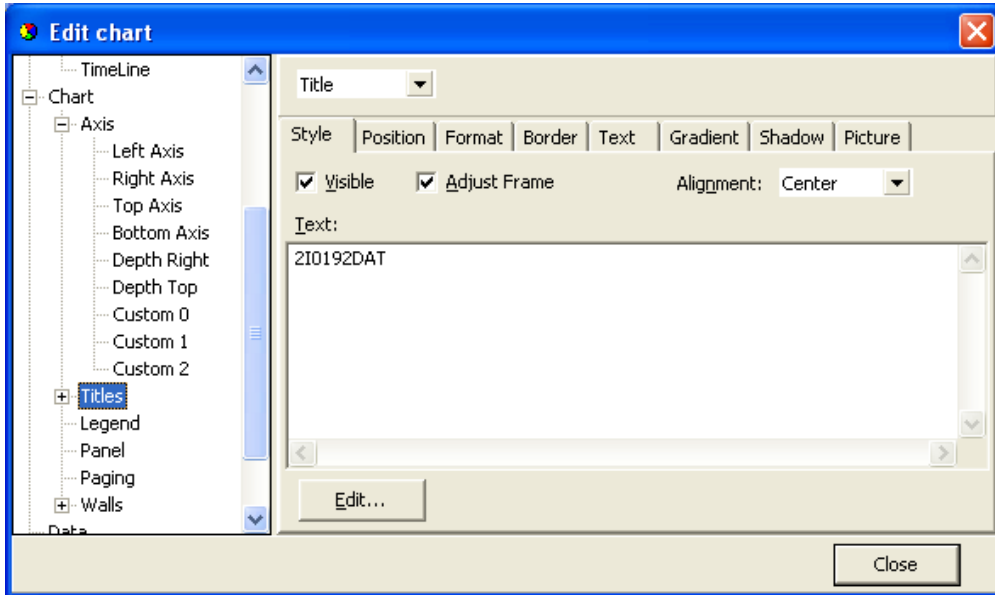 Edit chart
TimeLine
Chart
Axis
Left Axis
Right Axis
Top Axis
Bottom Axis
Depth Right
Depth Top
Custom 0
Custom 1
Custom 2
Titles
Legend
Panel
Paging
Walls
Data
Title
Style Position Format Border Text Gradient Shadow Picture
Visible Adjust Frame Alignment: Center
Text:
2I0192DAT
Edit...
Close